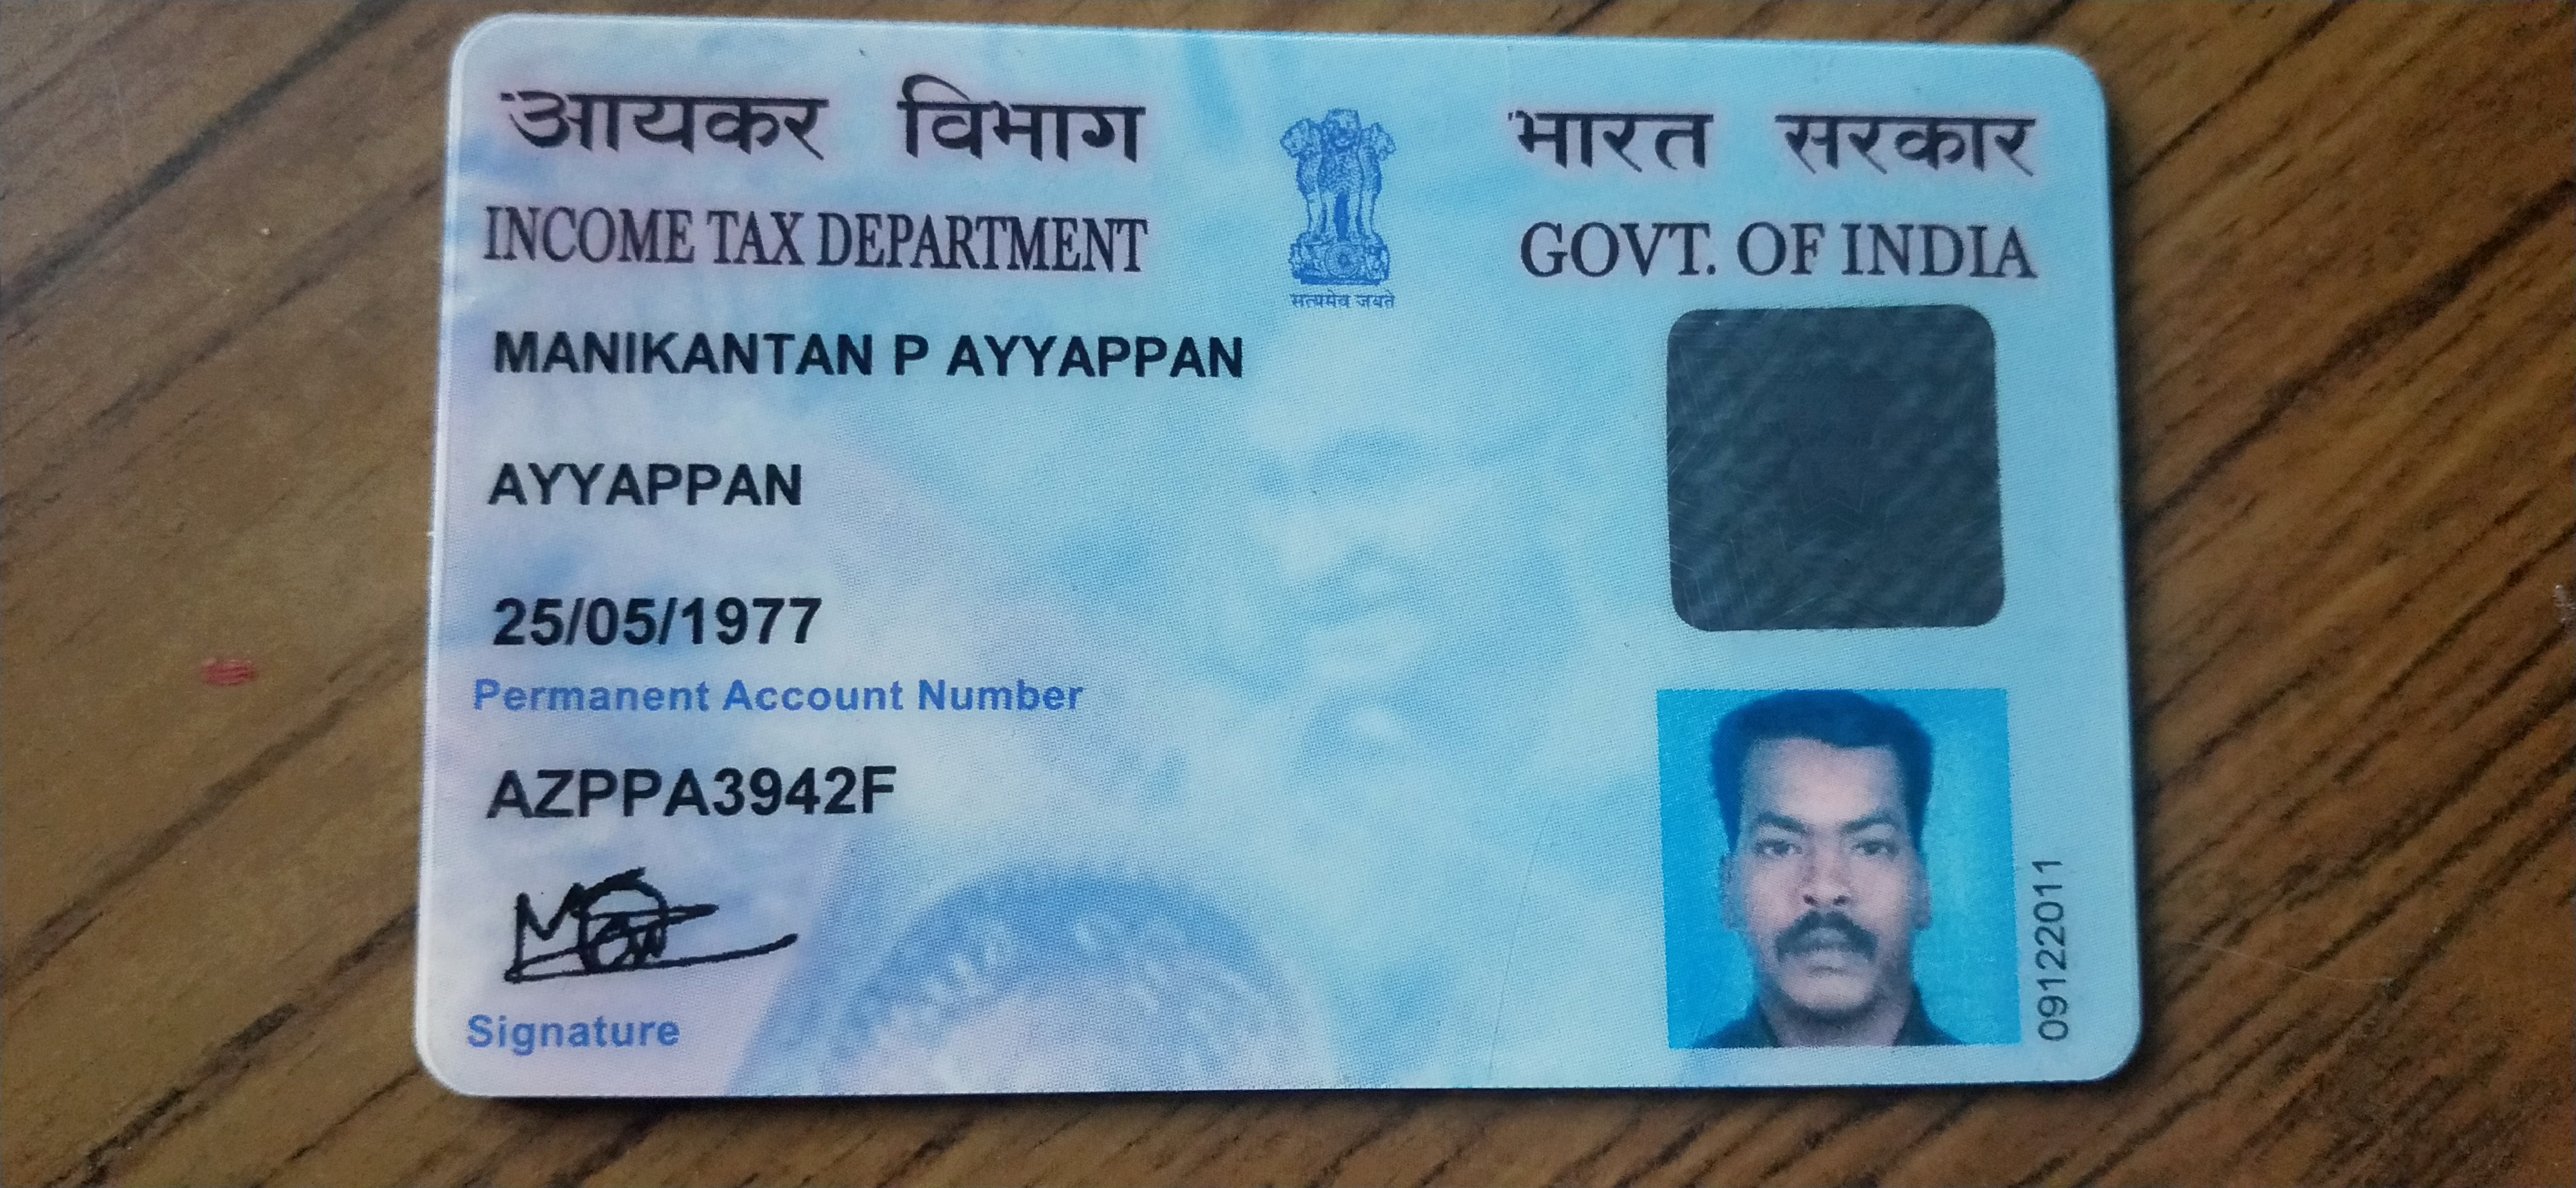 आयकर विभाग
INCOME TAX DEPARTMENT
सत्यमेव जयते
भारत सरकार
GOVT. OF INDIA
MANIKANTAN P AYYAPPAN
AYYAPPAN
25/05/1977
Permanent Account Number
AZPPA3942F
Signature
09122011